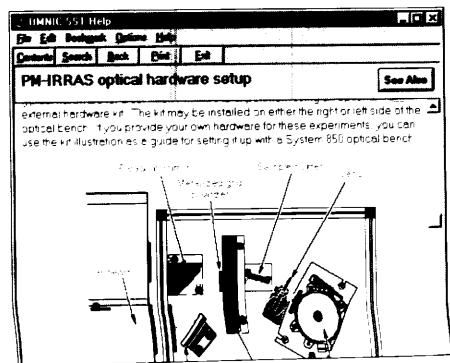 OMNIC SST Help
File Edit Bookmark Options Help
Contents Search Back Print Exit
PM-IRRAS optical hardware setup
See Also
external hardware kit. The kit may be installed on either the right or left side of the
optical bench. If you provide your own hardware for these experiments, you can
use the kit illustration as a guide for setting it up with a System 850 optical bench